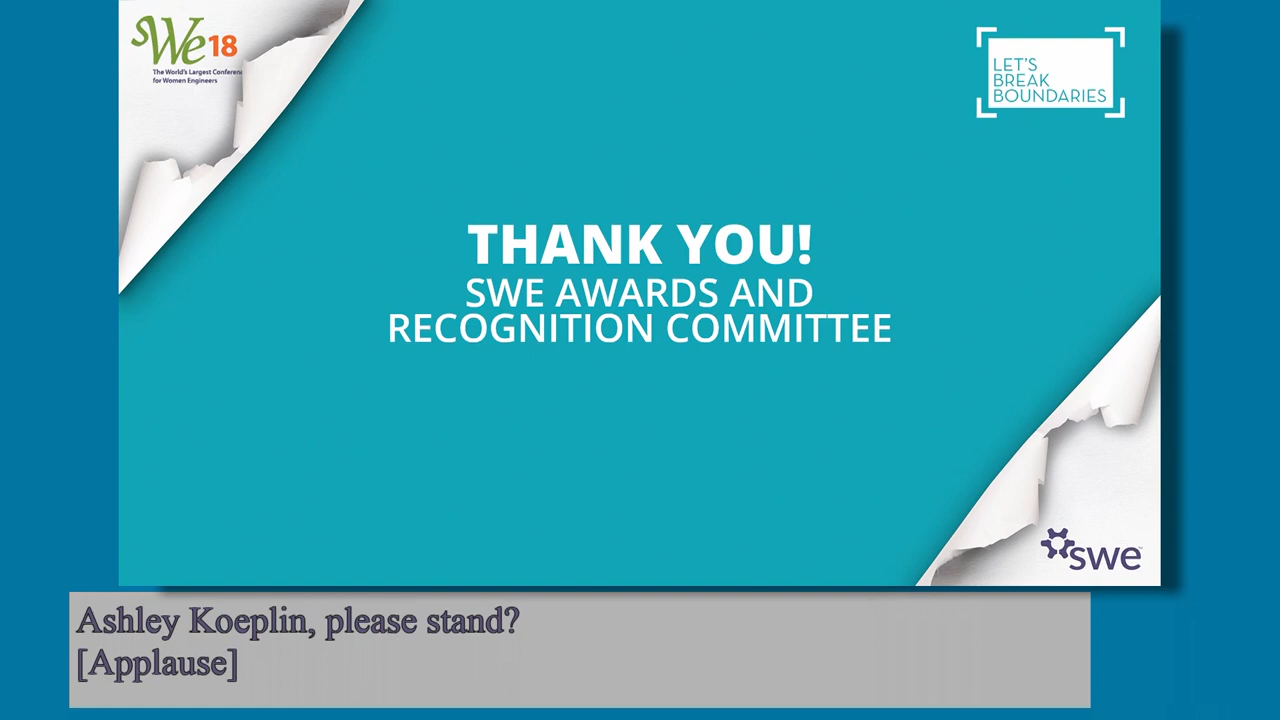 sWe18
The World's Largest Conferen
for Women Engineers
LET'S
BREAK
BOUNDARIES
THANK YOU!
SWE AWARDS AND
RECOGNITION COMMITTEE
swe
Ashley Koeplin, please stand?
[Applause]